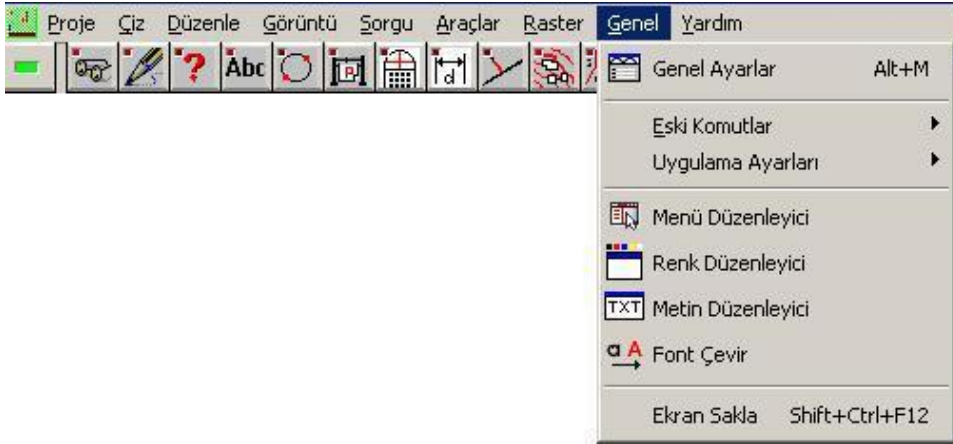 Proje Çiz Düzenle Görüntü Sorgu Araçlar Raster Genel Yardım
? Abc R d
Genel Ayarlar Alt+M
Eski Komutlar
Uygulama Ayarları
Menü Düzenleyici
Renk Düzenleyici
TXT Metin Düzenleyici
a A Font Çevir
Ekran Sakla Shift+Ctrl+F12